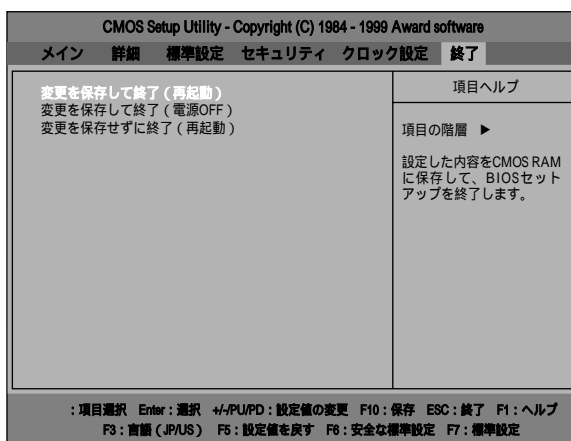 CMOS Setup Utility - Copyright (C) 1984 - 1999 Award software
メイン 詳細 標準設定 セキュリティ クロック設定 終了
変更を保存して終了 ( 再起動 )
変更を保存して終了 ( 電源OFF )
変更を保存せずに終了 ( 再起動 )
項目ヘルプ
項目の階層 ▶
設定した内容をCMOS RAM
に保存して、BIOSセット
アップを終了します。
: 項目選択 Enter : 選択 +/-/PU/PD : 設定値の変更 F10 : 保存 ESC : 終了 F1 : ヘルプ
F3 : 言語 ( JP/US ) F5 : 設定値を戻す F6 : 安全な標準設定 F7 : 標準設定